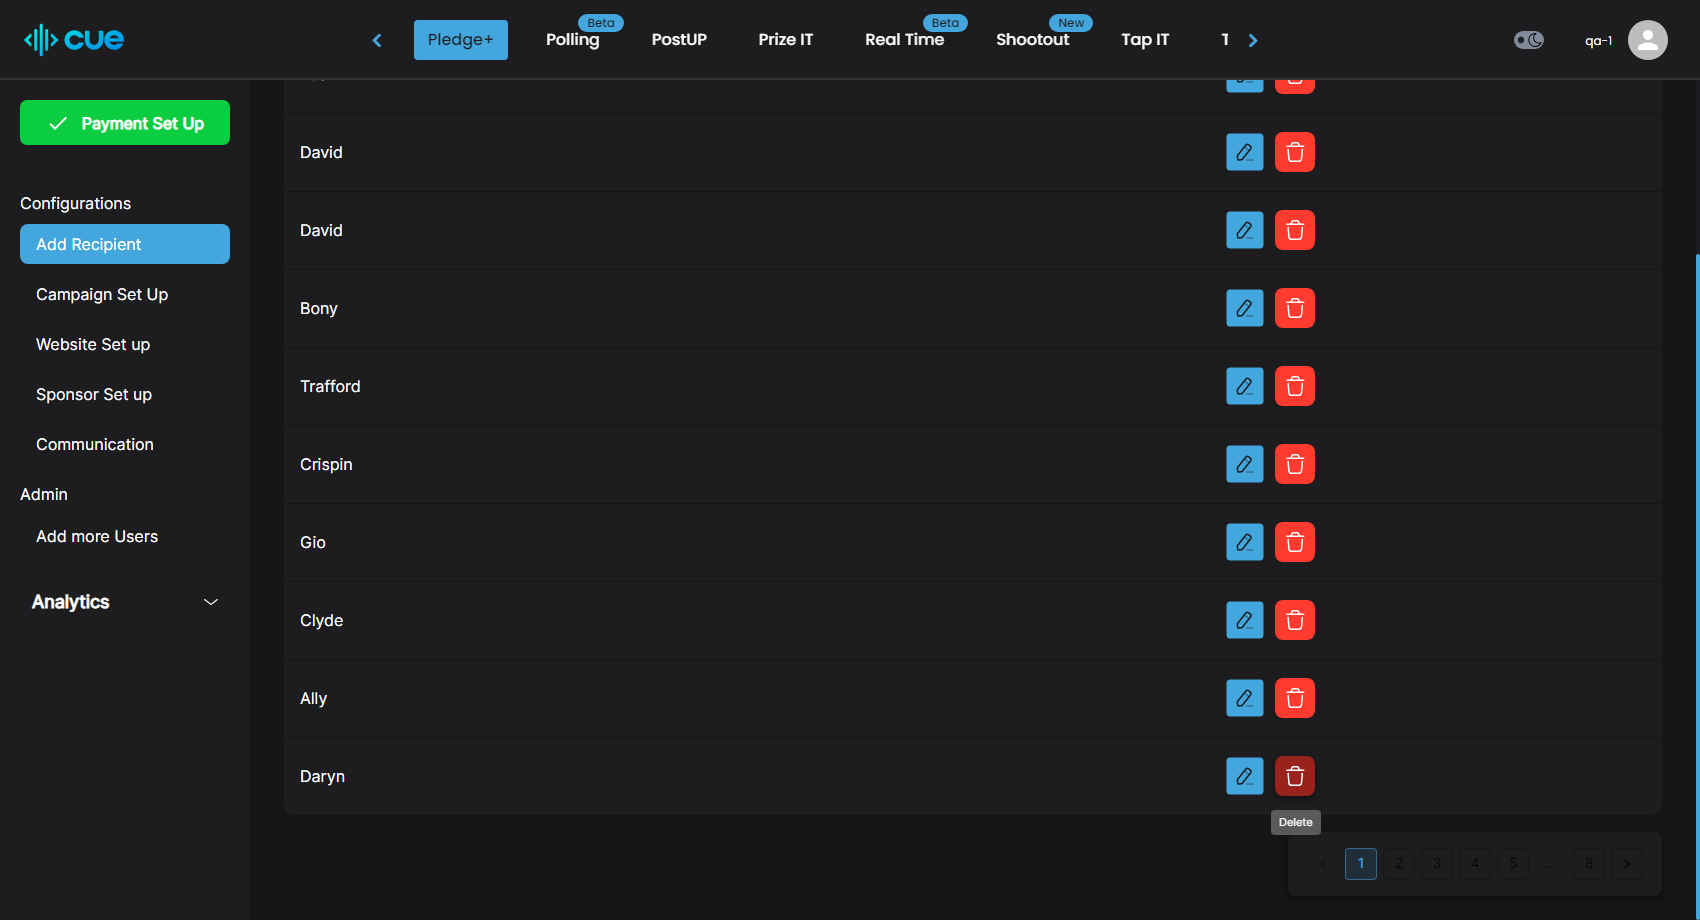 cue
Pledge+
Beta
Polling
PostUP
Prize IT
Beta
Real Time
New
Shootout
Tap IT
T
qa-1
Payment Set Up
Configurations
Add Recipient
Campaign Set Up
Website Set up
Sponsor Set up
Communication
Admin
Add more Users
Analytics
David
David
Bony
Trafford
Crispin
Gio
Clyde
Ally
Daryn
Delete
1 2 3 4 5 ... 8